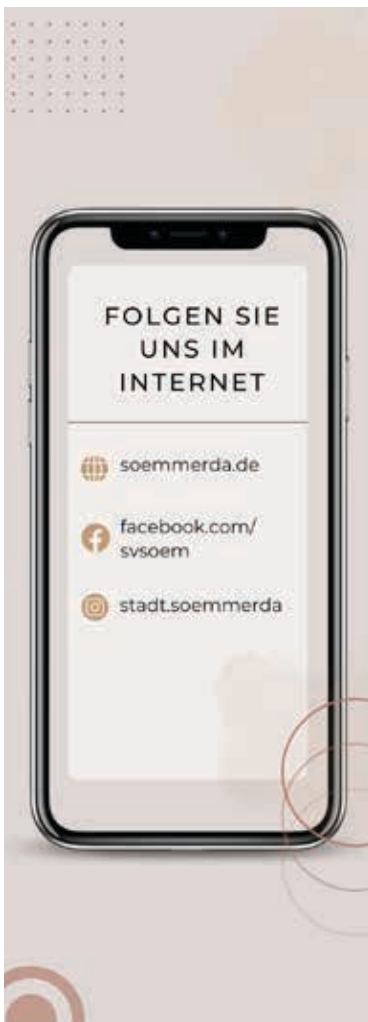 FOLGEN SIE
UNS IM
INTERNET
soemmerda.de
facebook.com/
svsoem
stadt.soemmerda